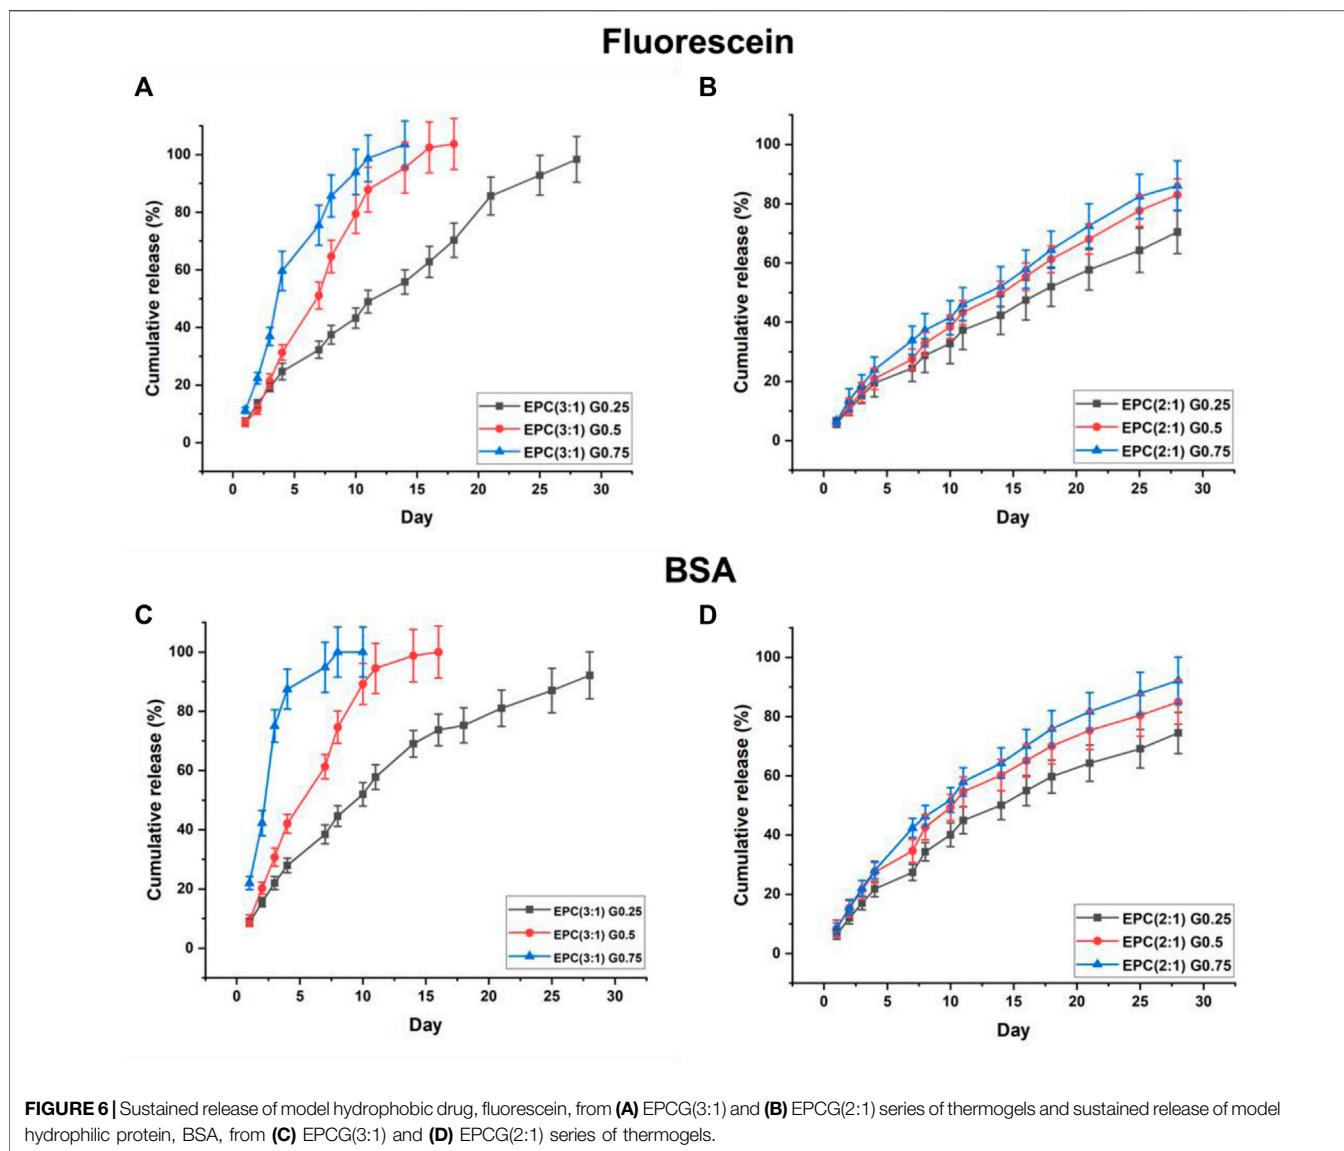 Fluorescein
A
Cumulative release (%)
100
80
60
40
20
0
EPC(3:1) G0.25
EPC(3:1) G0.5
EPC(3:1) G0.75
0 5 10 15 20 25 30
Day
B
Cumulative release (%)
100
80
60
40
20
0
EPC(2:1) G0.25
EPC(2:1) G0.5
EPC(2:1) G0.75
0 5 10 15 20 25 30
Day
BSA
C
Cumulative release (%)
100
80
60
40
20
0
EPC(3:1) G0.25
EPC(3:1) G0.5
EPC(3:1) G0.75
0 5 10 15 20 25 30
Day
D
Cumulative release (%)
100
80
60
40
20
0
EPC(2:1) G0.25
EPC(2:1) G0.5
EPC(2:1) G0.75
0 5 10 15 20 25 30
Day
FIGURE 6 | Sustained release of model hydrophobic drug, fluorescein, from (A) EPCG(3:1) and (B) EPCG(2:1) series of thermogels and sustained release of model
hydrophilic protein, BSA, from (C) EPCG(3:1) and (D) EPCG(2:1) series of thermogels.